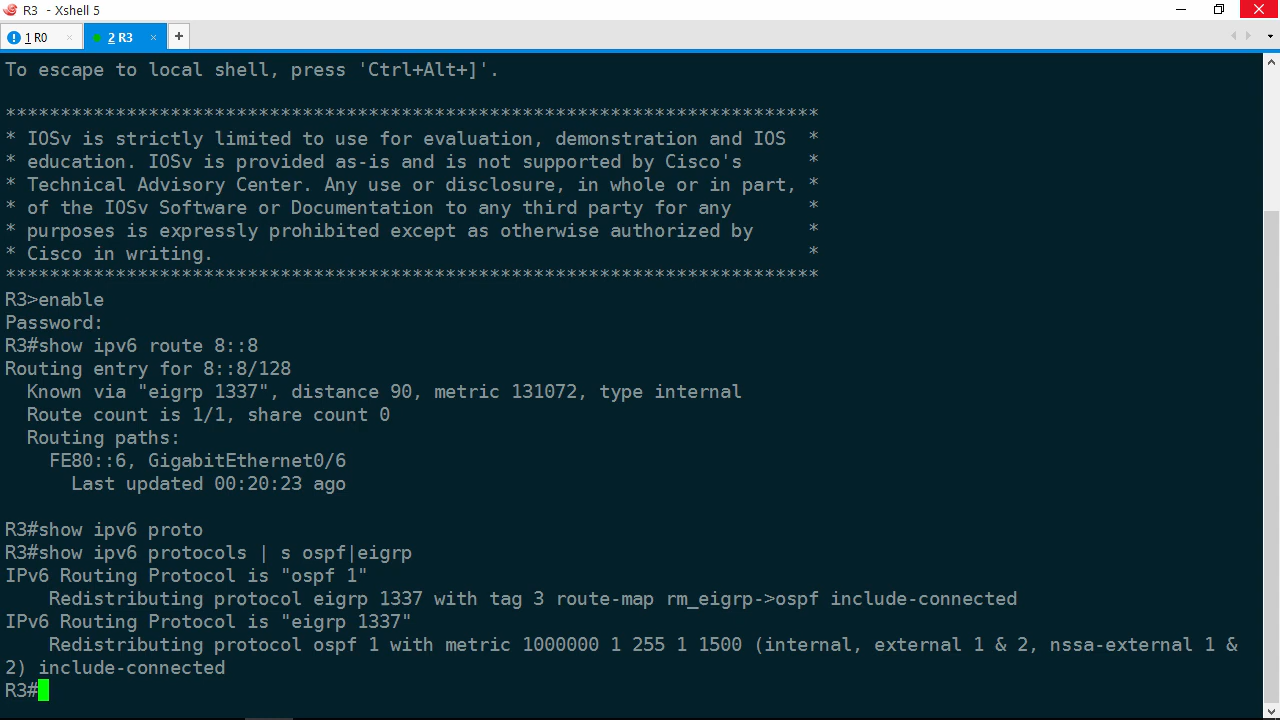 R3 - Xshell 5
1 R0
2 R3
To escape to local shell, press 'Ctrl+Alt+]'.
**************************************************************************
* IOSv is strictly limited to use for evaluation, demonstration and IOS  *
* education. IOSv is provided as-is and is not supported by Cisco's      *
* Technical Advisory Center. Any use or disclosure, in whole or in part, *
* of the IOSv Software or Documentation to any third party for any       *
* purposes is expressly prohibited except as otherwise authorized by     *
* Cisco in writing.                                                      *
**************************************************************************
R3>enable
Password:
R3#show ipv6 route 8::8
Routing entry for 8::8/128
  Known via "eigrp 1337", distance 90, metric 131072, type internal
  Route count is 1/1, share count 0
  Routing paths:
    FE80::6, GigabitEthernet0/6
      Last updated 00:20:23 ago
R3#show ipv6 proto
R3#show ipv6 protocols | s ospf|eigrp
IPv6 Routing Protocol is "ospf 1"
    Redistributing protocol eigrp 1337 with tag 3 route-map rm_eigrp->ospf include-connected
IPv6 Routing Protocol is "eigrp 1337"
    Redistributing protocol ospf 1 with metric 1000000 1 255 1 1500 (internal, external 1 & 2, nssa-external 1 &
2) include-connected
R3#